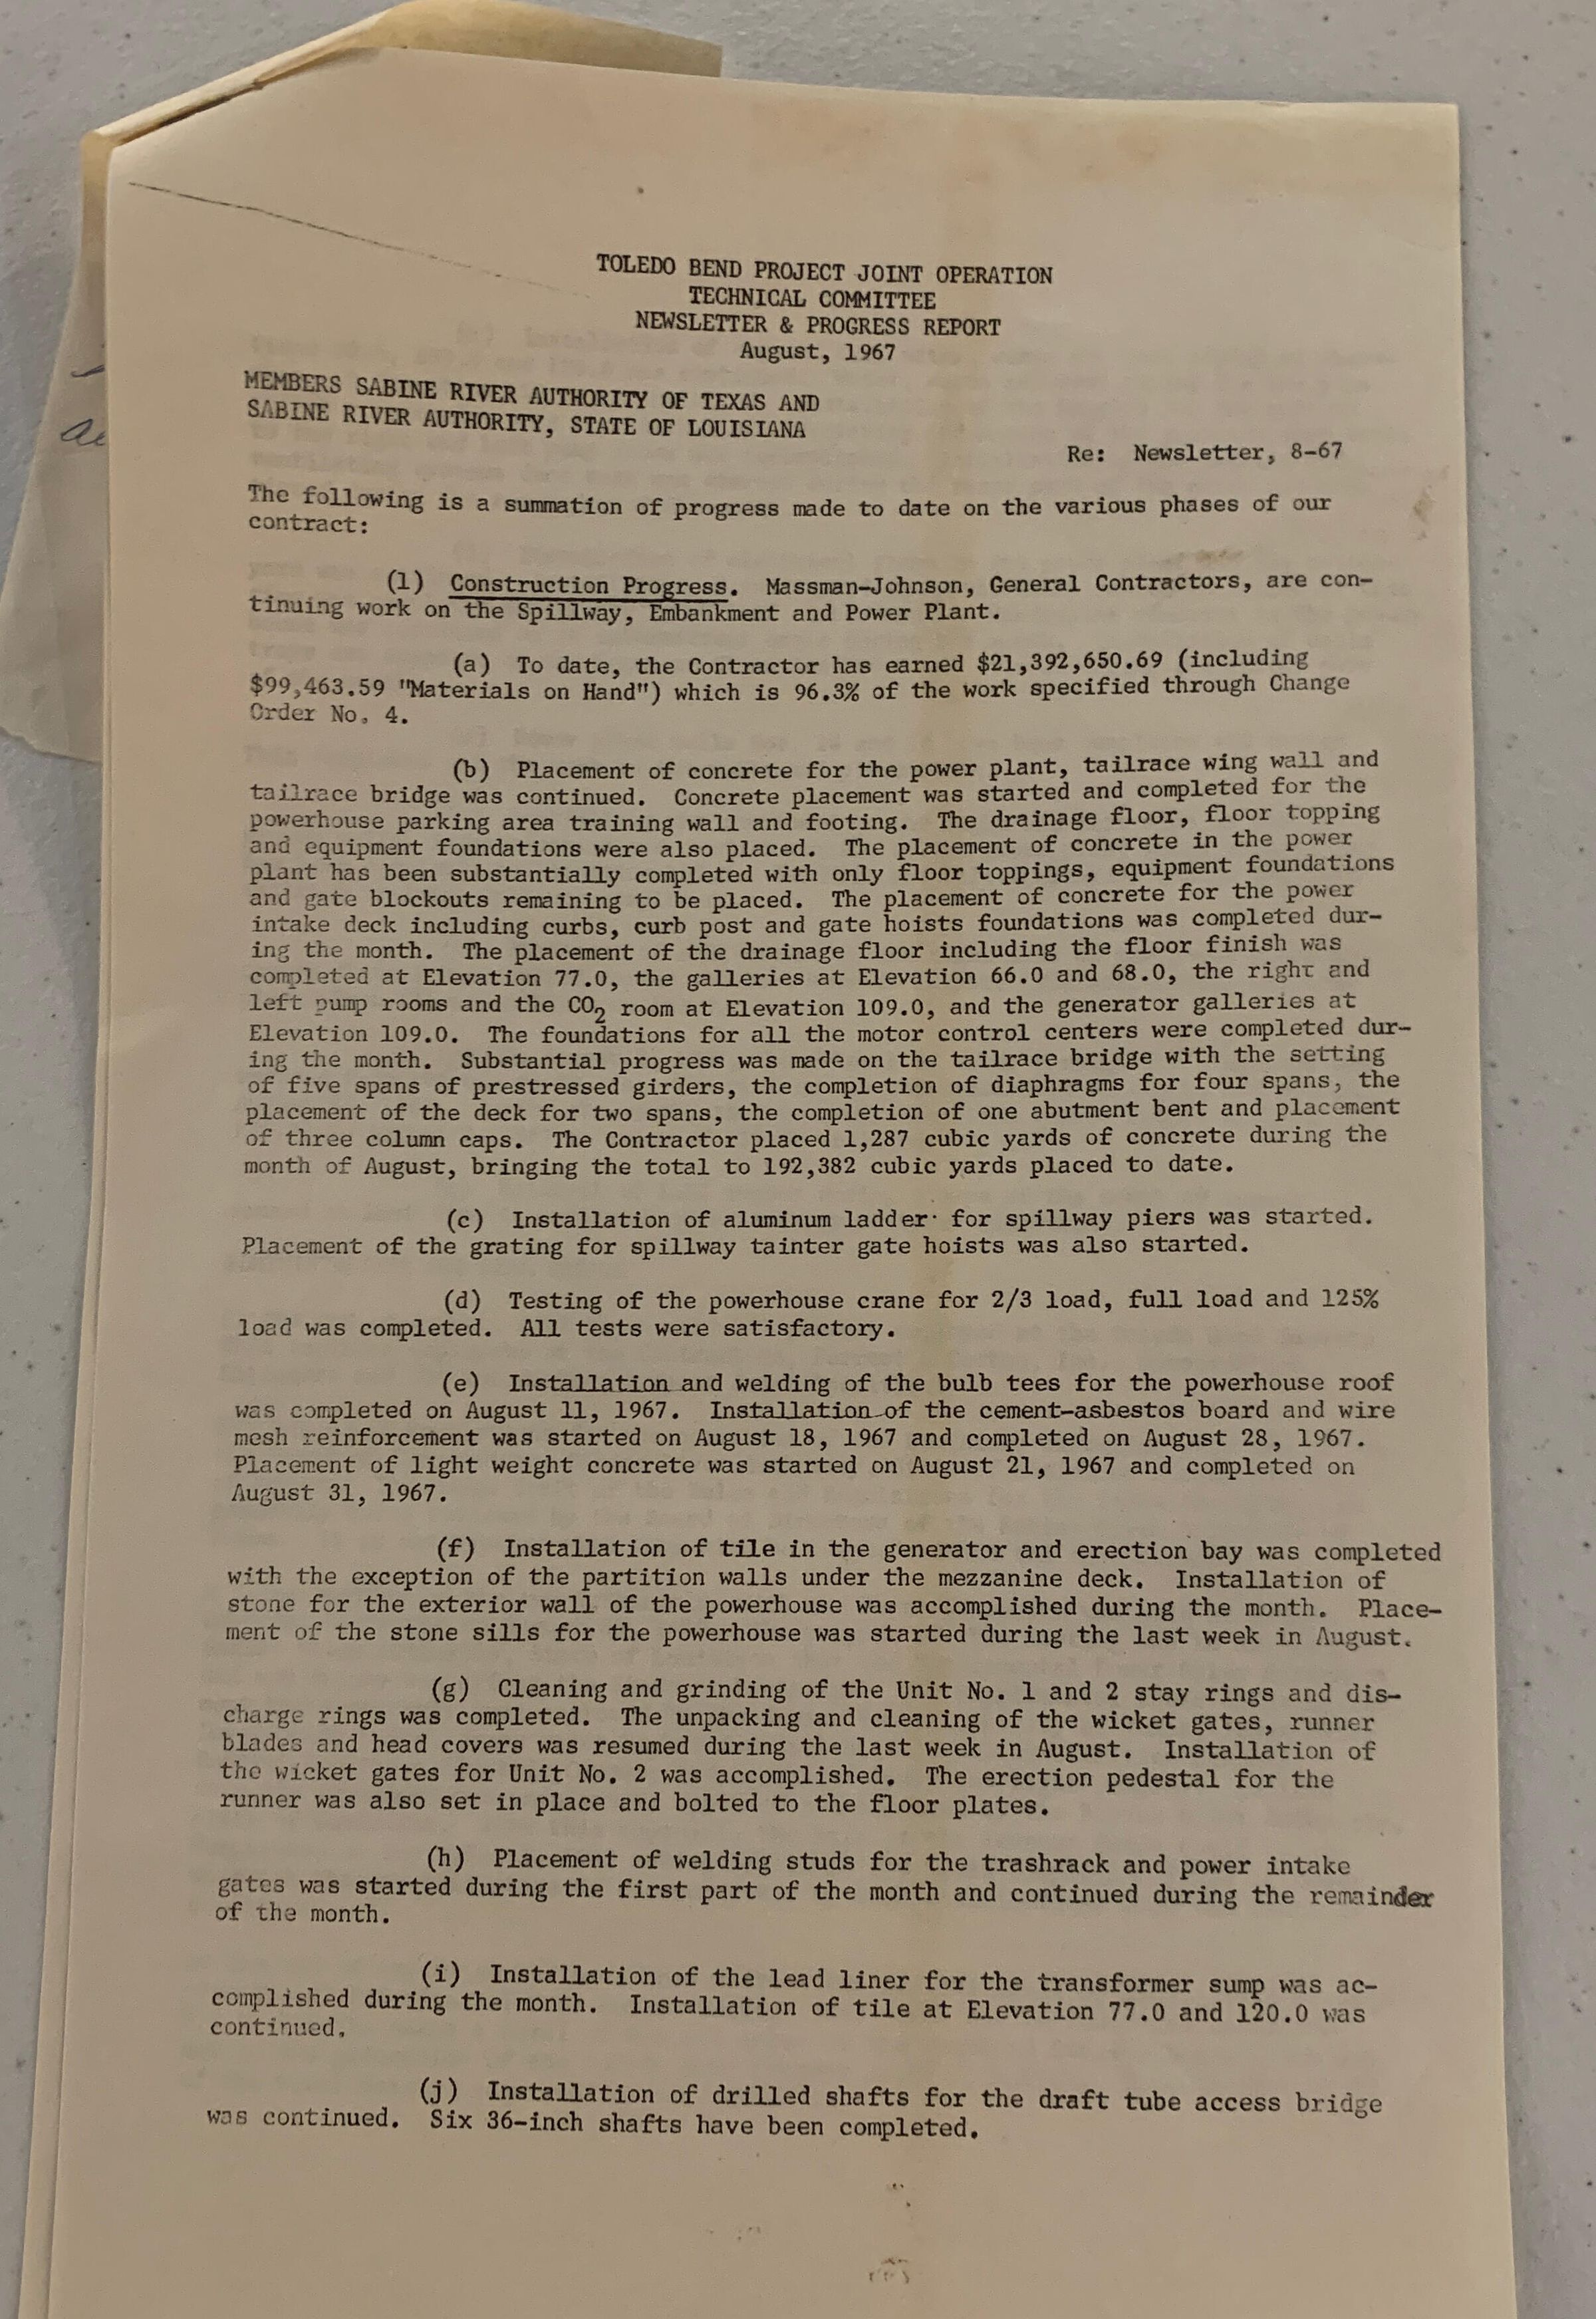 TOLEDO BEND PROJECT JOINT OPERATION
TECHNICAL COMMITTEE
NEWSLETTER & PROGRESS REPORT
August, 1967
MEMBERS SABINE RIVER AUTHORITY OF TEXAS AND
SABINE RIVER AUTHORITY, STATE OF LOUISIANA
Re: Newsletter, 8-67
The following is a summation of progress made to date on the various phases of our
contract:
(1) Construction Progress. Massman-Johnson, General Contractors, are con-
tinuing work on the Spillway, Embankment and Power Plant.
(a) To date, the Contractor has earned $21,392,650.69 (including
$99,463.59 "Materials on Hand") which is 96.3% of the work specified through Change
Order No. 4.
(b) Placement of concrete for the power plant, tailrace wing wall and
tailrace bridge was continued. Concrete placement was started and completed for the
powerhouse parking area training wall and footing. The drainage floor, floor topping
and equipment foundations were also placed. The placement of concrete in the power
plant has been substantially completed with only floor toppings, equipment foundations
and gate blockouts remaining to be placed. The placement of concrete for the power
intake deck including curbs, curb post and gate hoists foundations was completed dur-
ing the month. The placement of the drainage floor including the floor finish was
completed at Elevation 77.0, the galleries at Elevation 66.0 and 68.0, the right and
left pump rooms and the CO2 room at Elevation 109.0, and the generator galleries at
Elevation 109.0. The foundations for all the motor control centers were completed dur-
ing the month. Substantial progress was made on the tailrace bridge with the setting
of five spans of prestressed girders, the completion of diaphragms for four spans, the
placement of the deck for two spans, the completion of one abutment bent and placement
of three column caps. The Contractor placed 1,287 cubic yards of concrete during the
month of August, bringing the total to 192,382 cubic yards placed to date.
(c) Installation of aluminum ladder for spillway piers was started.
Placement of the grating for spillway tainter gate hoists was also started.
(d) Testing of the powerhouse crane for 2/3 load, full load and 125%
load was completed. All tests were satisfactory.
(e) Installation and welding of the bulb tees for the powerhouse roof
was completed on August 11, 1967. Installation of the cement-asbestos board and wire
mesh reinforcement was started on August 18, 1967 and completed on August 28, 1967.
Placement of light weight concrete was started on August 21, 1967 and completed on
August 31, 1967.
(f) Installation of tile in the generator and erection bay was completed
with the exception of the partition walls under the mezzanine deck. Installation of
stone for the exterior wall of the powerhouse was accomplished during the month. Place-
ment of the stone sills for the powerhouse was started during the last week in August.
(g) Cleaning and grinding of the Unit No. 1 and 2 stay rings and dis-
charge rings was completed. The unpacking and cleaning of the wicket gates, runner
blades and head covers was resumed during the last week in August. Installation of
the wicket gates for Unit No. 2 was accomplished. The erection pedestal for the
runner was also set in place and bolted to the floor plates.
(h) Placement of welding studs for the trashrack and power intake
gates was started during the first part of the month and continued during the remainder
of the month.
(i) Installation of the lead liner for the transformer sump was ac-
complished during the month. Installation of tile at Elevation 77.0 and 120.0 was
continued.
(j) Installation of drilled shafts for the draft tube access bridge
was continued. Six 36-inch shafts have been completed.